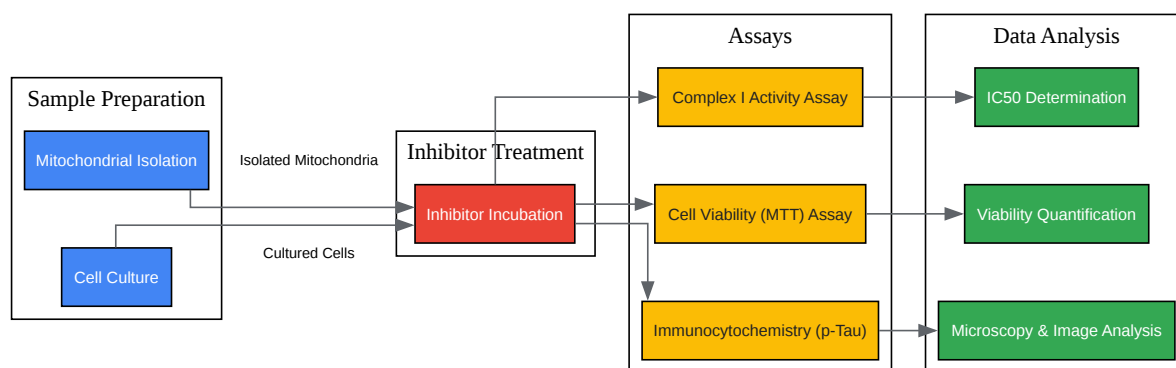 Sample Preparation
Mitochondrial Isolation
Cell Culture
Isolated Mitochondria
Cultured Cells
Inhibitor Treatment
Inhibitor Incubation
Assays
Complex I Activity Assay
Cell Viability (MTT) Assay
Immunocytochemistry (p-Tau)
Data Analysis
IC50 Determination
Viability Quantification
Microscopy & Image Analysis